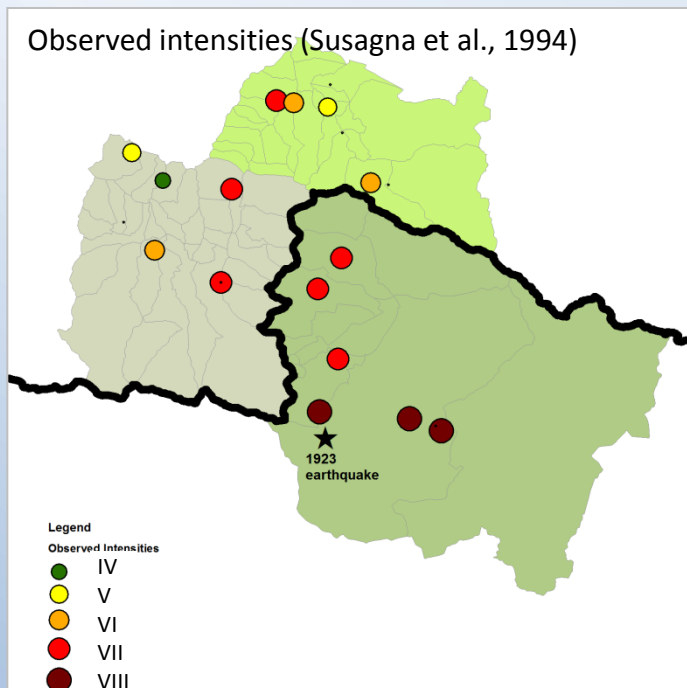 Observed intensities (Susagna et al., 1994)
1923
earthquake
Legend
Observed Intensities
IV
V
VI
VII
VIII